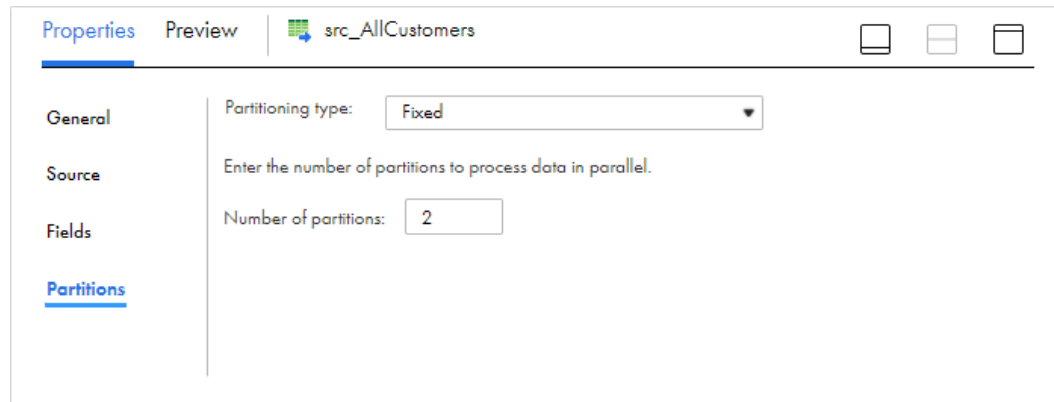 Properties Preview src_AllCustomers
General
Partitioning type: Fixed
Source
Enter the number of partitions to process data in parallel.
Fields
Number of partitions: 2
Partitions